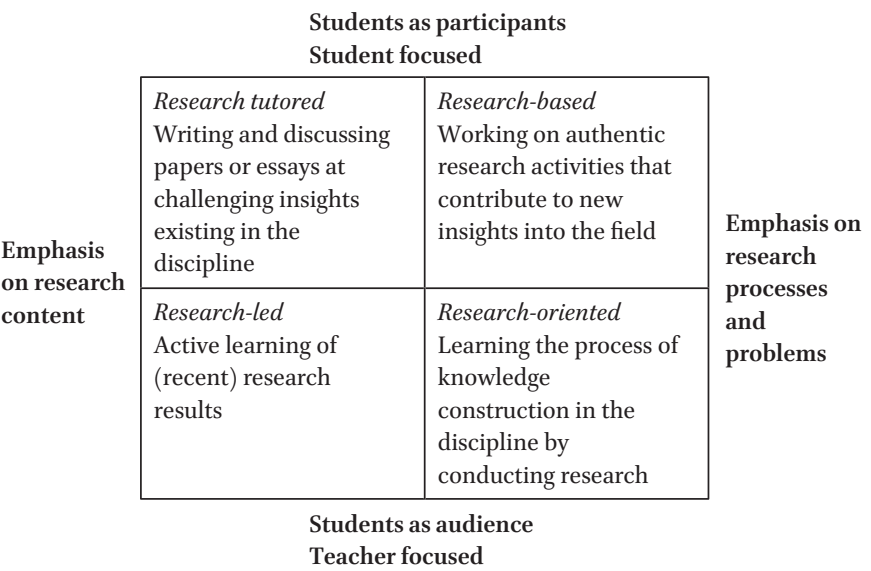 Students as participants
Student focused
Research tutored
Writing and discussing
papers or essays at
challenging insights
existing in the
discipline
Research-based
Working on authentic
research activities that
contribute to new
insights into the field
Emphasis
on research
content
Emphasis on
research
processes
and
problems
Research-led
Active learning of
(recent) research
results
Research-oriented
Learning the process of
knowledge
construction in the
discipline by
conducting research
Students as audience
Teacher focused